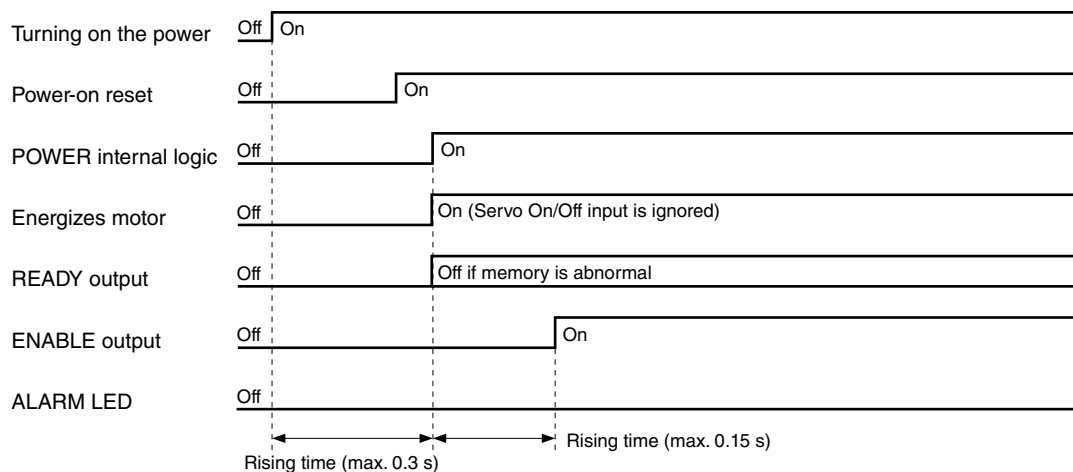 Turning on the power Off On
Power-on reset Off On
POWER internal logic Off On
Energizes motor Off On (Servo On/Off input is ignored)
READY output Off Off if memory is abnormal
ENABLE output Off On
ALARM LED Off
Rising time (max. 0.15 s)
Rising time (max. 0.3 s)